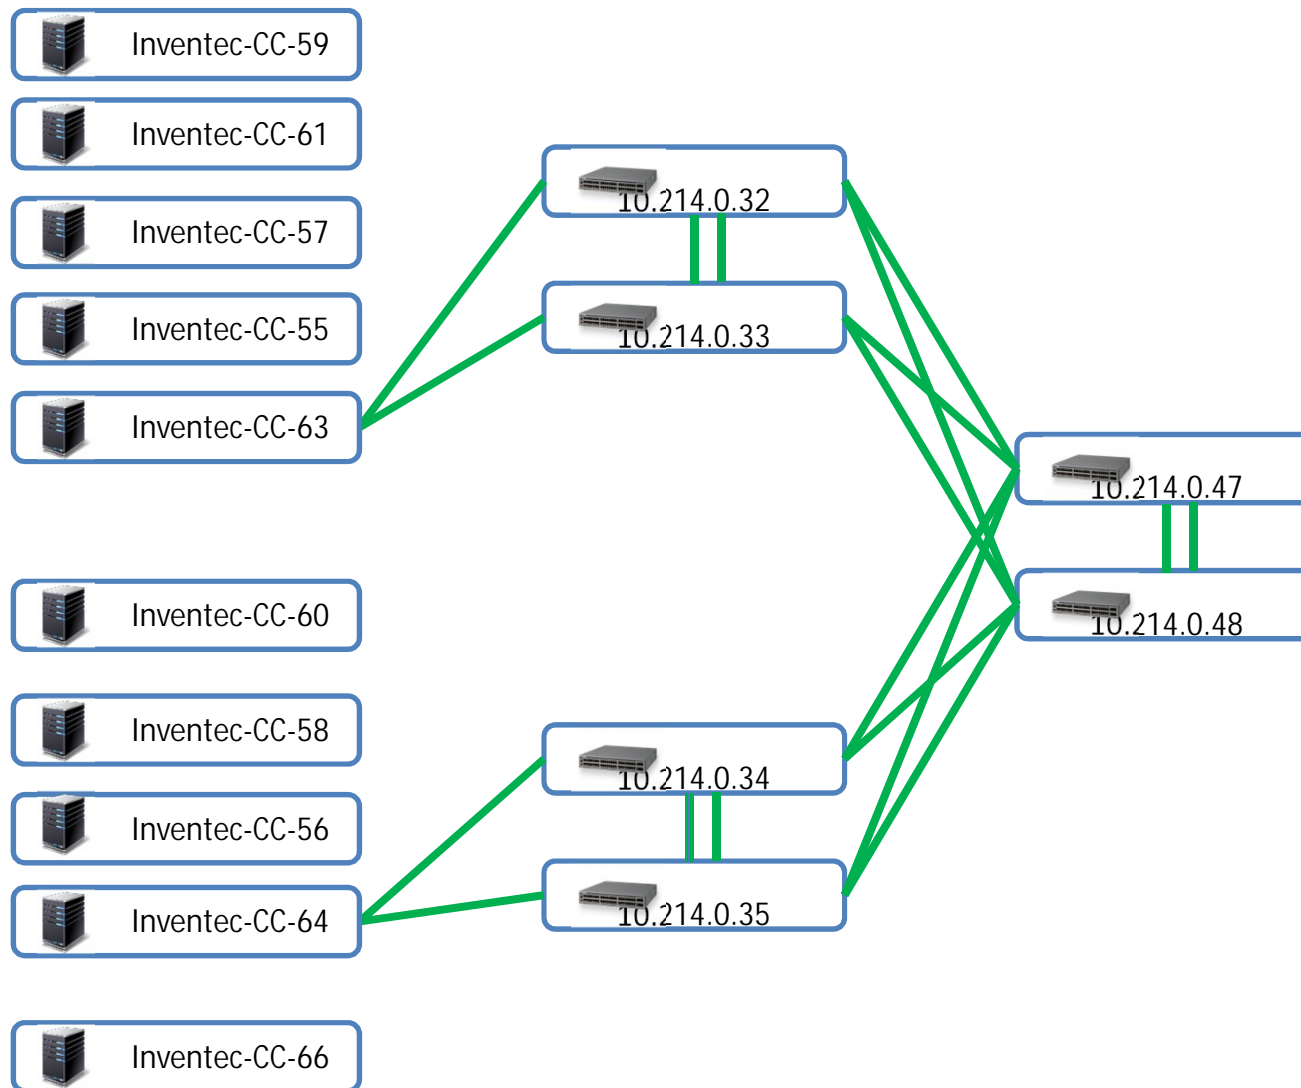 Inventec-CC-59
Inventec-CC-61
Inventec-CC-57
Inventec-CC-55
Inventec-CC-63
Inventec-CC-60
Inventec-CC-58
Inventec-CC-56
Inventec-CC-64
Inventec-CC-66
10.214.0.32
10.214.0.33
10.214.0.34
10.214.0.35
10.214.0.47
10.214.0.48